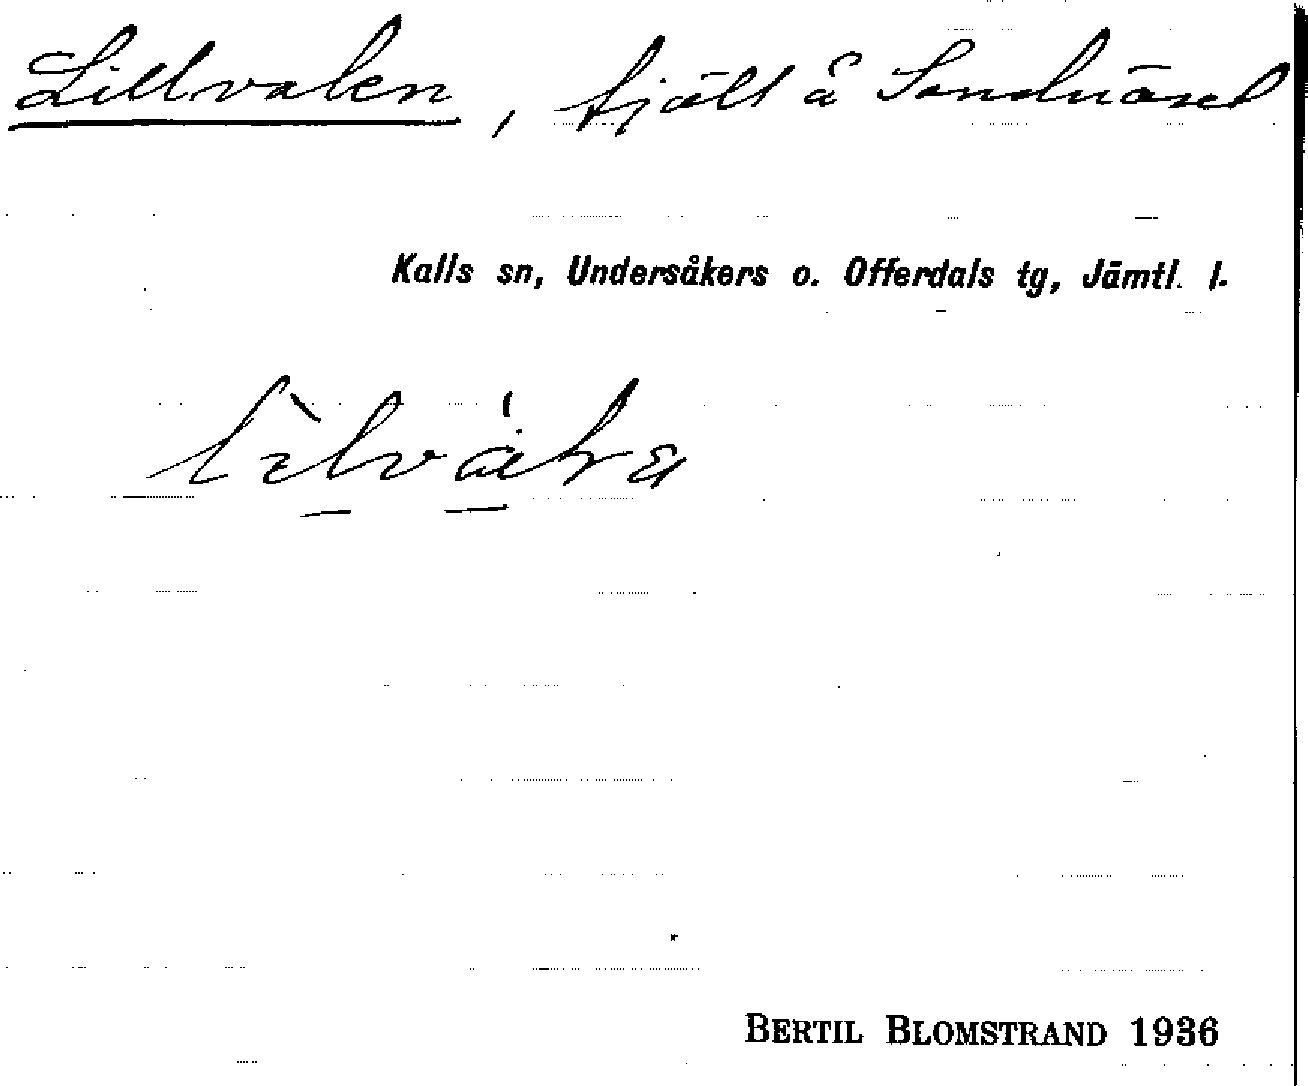 Lillvalen, fjäll å Sandnäset
Kalls sn, Undersåkers o. Offerdals tg, Jämtl. l.
BERTIL BLOMSTRAND 1936